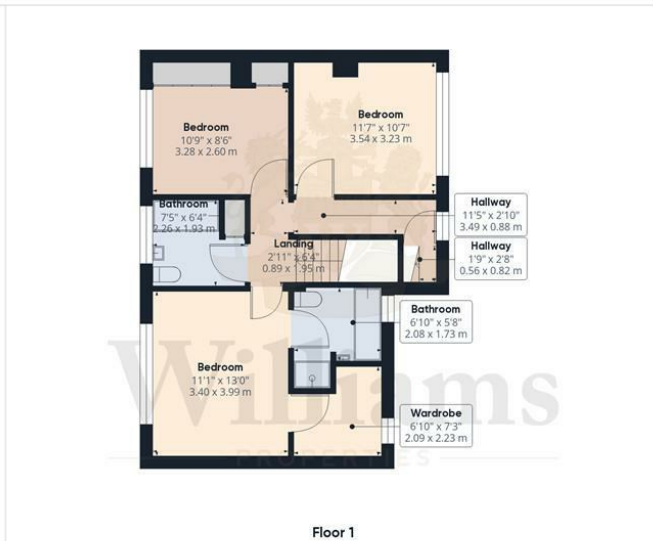 Bedroom
10'9" x 8'6"
3.28 x 2.60 m
Bedroom
11'7" x 10'7"
3.54 x 3.23 m
Bathroom
7'5" x 6'4"
2.26 x 1.93 m
Hallway
11'5" x 2'10"
3.49 x 0.88 m
Landing
2'11" x 6'4"
0.89 x 1.95 m
Hallway
1'9" x 2'8"
0.56 x 0.82 m
Bathroom
6'10" x 5'8"
2.08 x 1.73 m
Bedroom
11'1" x 13'0"
3.40 x 3.99 m
Williams
PROPERTIES
Wardrobe
6'10" x 7'3"
2.09 x 2.23 m
Floor 1